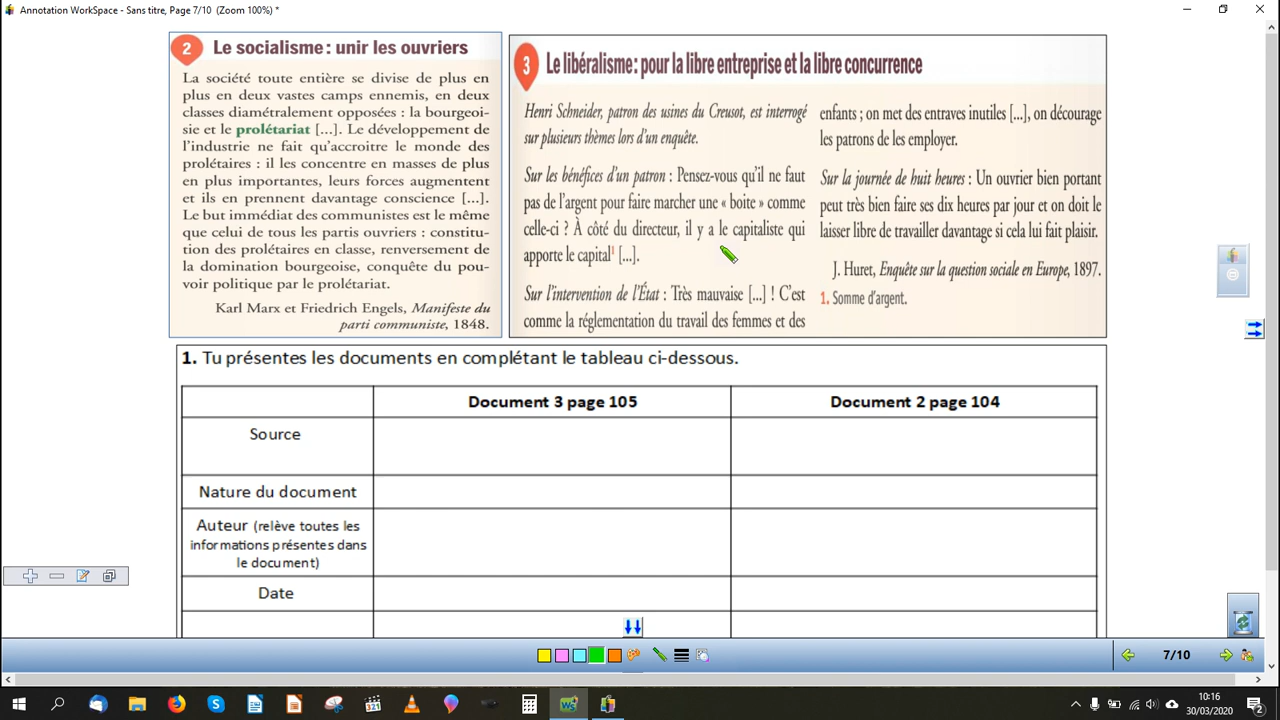 Annotation WorkSpace - Sans titre, Page 7/10 (Zoom 100%) *
2 Le socialisme : unir les ouvriers
La société toute entière se divise de plus en
plus en deux vastes camps ennemis, en deux
classes diamétralement opposées : la bourgeoi-
sie et le prolétariat [...]. Le développement de
l'industrie ne fait qu'accroitre le monde des
prolétaires : il les concentre en masses de plus
en plus importantes, leurs forces augmentent
et ils en prennent davantage conscience [...].
Le but immédiat des communistes est le même
que celui de tous les partis ouvriers : constitu-
tion des prolétaires en classe, renversement de
la domination bourgeoise, conquête du pou-
voir politique par le prolétariat.
Karl Marx et Friedrich Engels, Manifeste du
parti communiste, 1848.
3 Le libéralisme : pour la libre entreprise et la libre concurrence
Henri Schneider, patron des usines du Creusot, est interrogé
sur plusieurs thèmes lors d'un enquête.
Sur les bénéfices d'un patron : Pensez-vous qu'il ne faut
pas de l'argent pour faire marcher une « boite » comme
celle-ci ? À côté du directeur, il y a le capitaliste qui
apporte le capital1 [...].
Sur l'intervention de l'État : Très mauvaise [...] ! C'est
comme la réglementation du travail des femmes et des
enfants ; on met des entraves inutiles [...], on décourage
les patrons de les employer.
Sur la journée de huit heures : Un ouvrier bien portant
peut très bien faire ses dix heures par jour et on doit le
laisser libre de travailler davantage si cela lui fait plaisir.
J. Huret, Enquête sur la question sociale en Europe, 1897.
1. Somme d'argent.
1. Tu présentes les documents en complétant le tableau ci-dessous.
Document 3 page 105
Document 2 page 104
Source
Nature du document
Auteur (relève toutes les
informations présentes dans
le document)
Date
7/10
321
10:16
30/03/2020
2